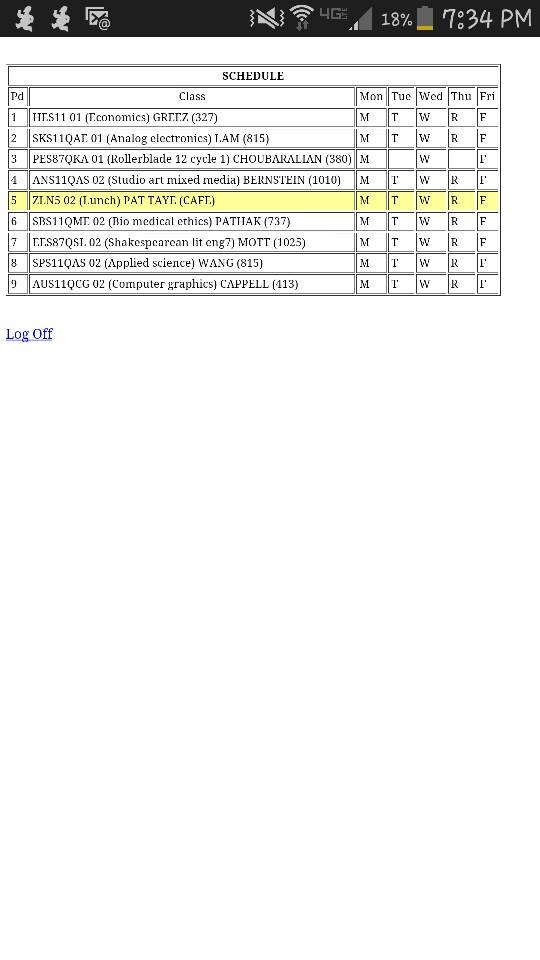 4G LTE 18% 7:34 PM
SCHEDULE
Pd Class Mon Tue Wed Thu Fri
1 HES11 01 (Economics) GREEZ (327) M T W R F
2 SKS11QAE 01 (Analog electronics) LAM (815) M T W R F
3 PES87QKA 01 (Rollerblade 12 cycle 1) CHOUBARALIAN (380) M W F
4 ANS11QAS 02 (Studio art mixed media) BERNSTEIN (1010) M T W R F
5 ZLN5 02 (Lunch) PAT TAYE (CAFE) M T W R F
6 SBS11QME 02 (Bio medical ethics) PATHAK (737) M T W R F
7 EES87QSL 02 (Shakespearean lit eng7) MOTT (1025) M T W R F
8 SPS11QAS 02 (Applied science) WANG (815) M T W R F
9 AUS11QCG 02 (Computer graphics) CAPPELL (413) M T W R F
Log Off